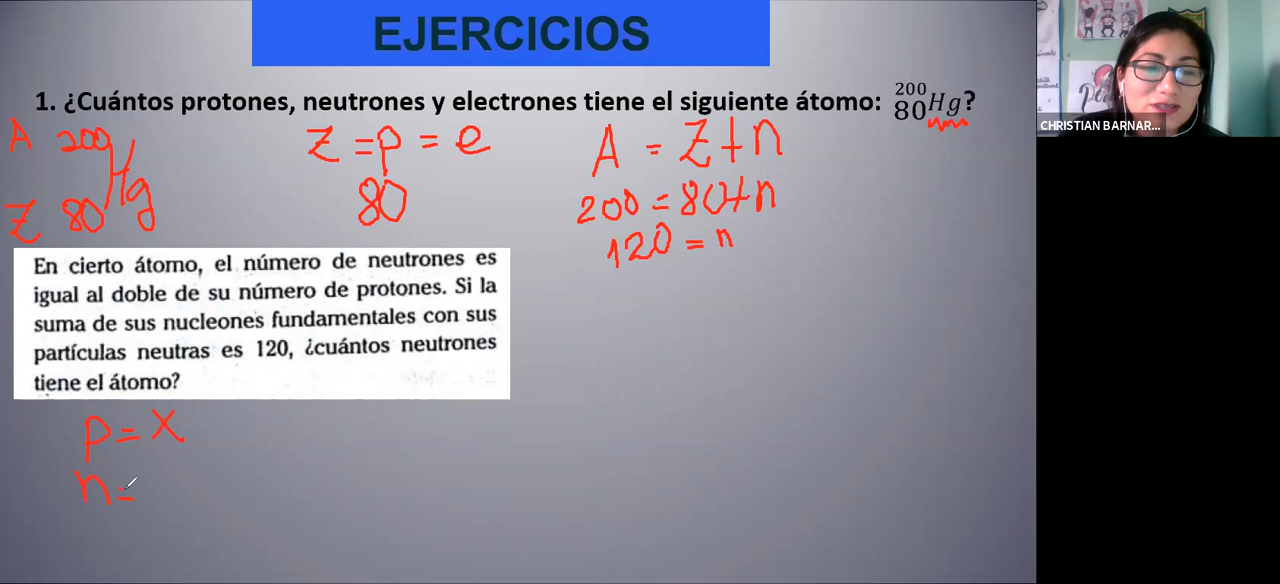 EJERCICIOS
1. ¿Cuántos protones, neutrones y electrones tiene el siguiente átomo: 200 80 Hg?
A 200 Hg
Z 80
Z = p = e
80
A = Z + n
200 = 80 + n
120 = n
En cierto átomo, el número de neutrones es
igual al doble de su número de protones. Si la
suma de sus nucleones fundamentales con sus
partículas neutras es 120, ¿cuántos neutrones
tiene el átomo?
p = x
n =
CHRISTIAN BARNAR...